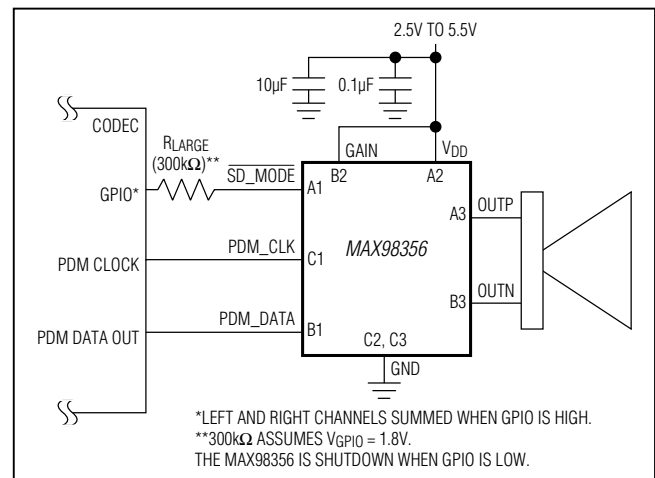 2.5V TO 5.5V
10µF
0.1µF
CODEC
RLARGE
(300kΩ)**
SD_MODE
GAIN
VDD
B2
A2
GPIO*
A1
A3
OUTP
PDM CLOCK
PDM_CLK
C1
MAX98356
B3
OUTN
PDM DATA OUT
PDM_DATA
B1
C2, C3
GND
*LEFT AND RIGHT CHANNELS SUMMED WHEN GPIO IS HIGH.
**300kΩ ASSUMES VGPIO = 1.8V.
THE MAX98356 IS SHUTDOWN WHEN GPIO IS LOW.